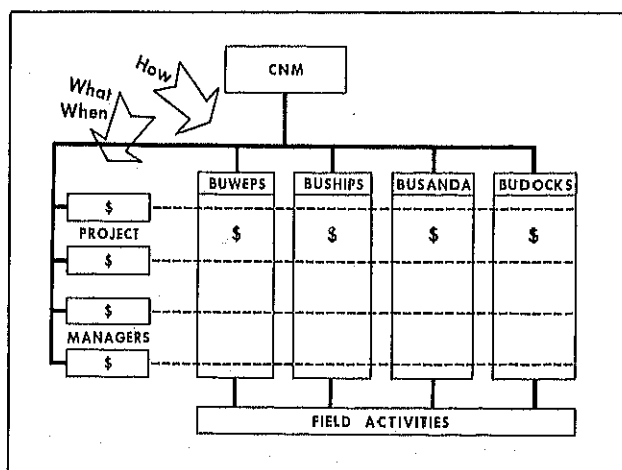 CNM
How
What
When
BUWEPS BUSHIPS BUSANDA BUDOCKS
$
PROJECT
$ $ $ $
$
$
MANAGERS
$
FIELD ACTIVITIES